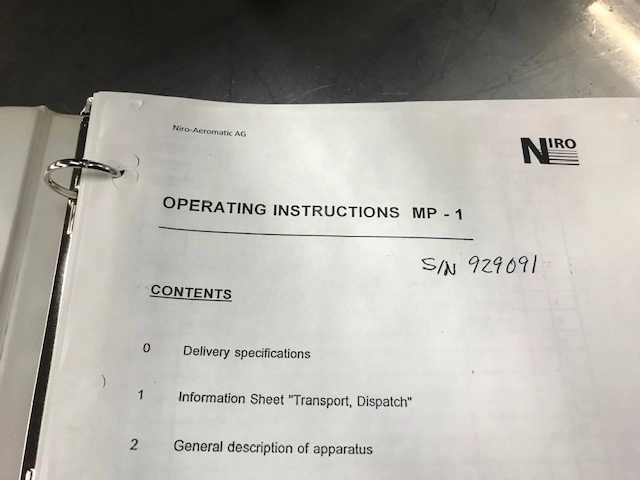 Niro-Aeromatic AG
NIRO
OPERATING INSTRUCTIONS MP - 1
S/N 929091
CONTENTS
0 Delivery specifications
1 Information Sheet "Transport, Dispatch"
2 General description of apparatus